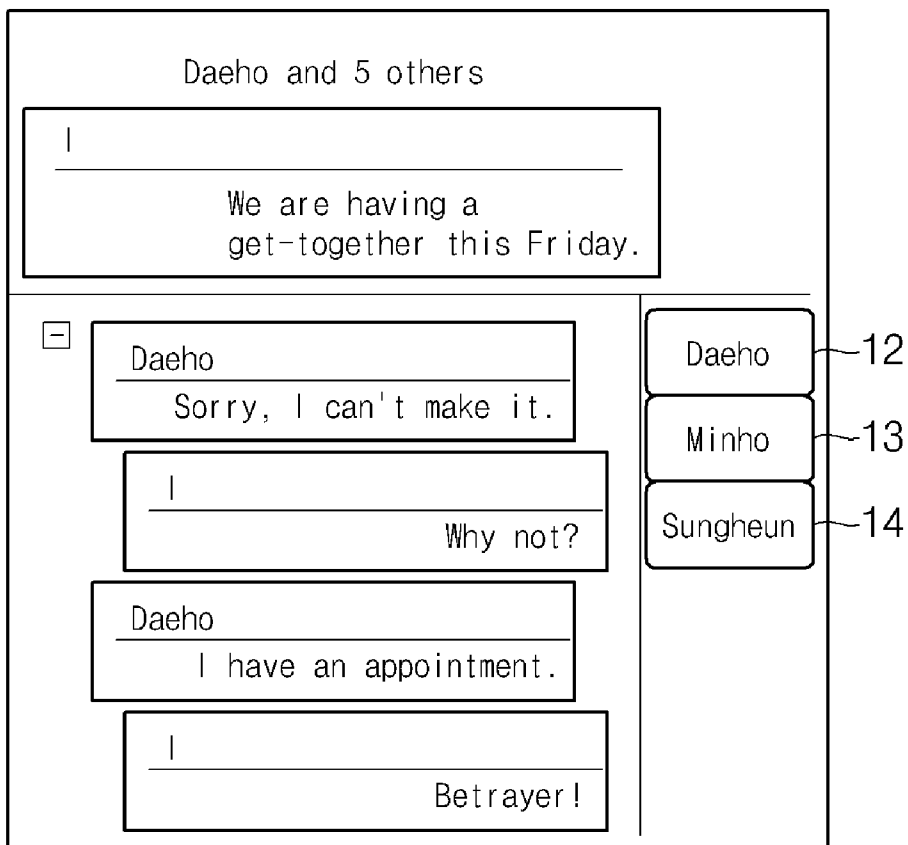 Daeho and 5 others
I
We are having a
get-together this Friday.
Daeho
Sorry, I can't make it.
I
Why not?
Daeho
I have an appointment.
I
Betrayer!
Daeho
12
Minho
13
Sungheun
14